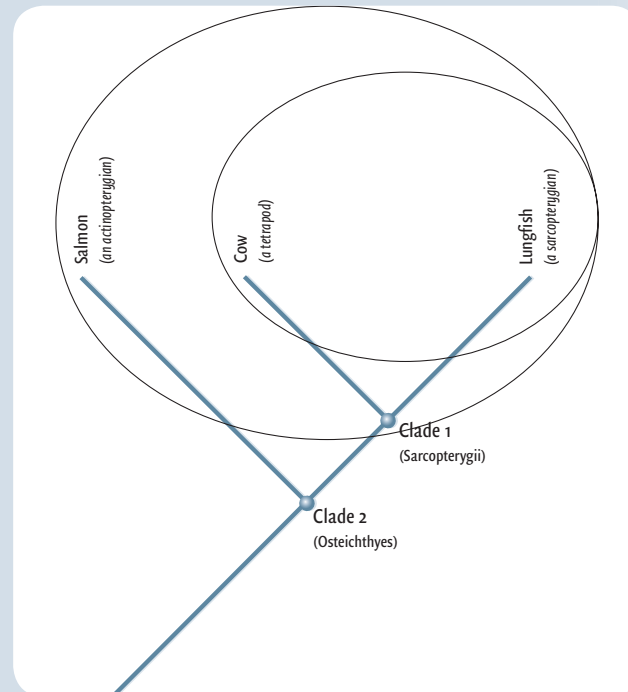 Salmon
(an actinopterygian)
Cow
(a tetrapod)
Lungfish
(a sarcopterygian)
Clade 1
(Sarcopterygii)
Clade 2
(Osteichthyes)